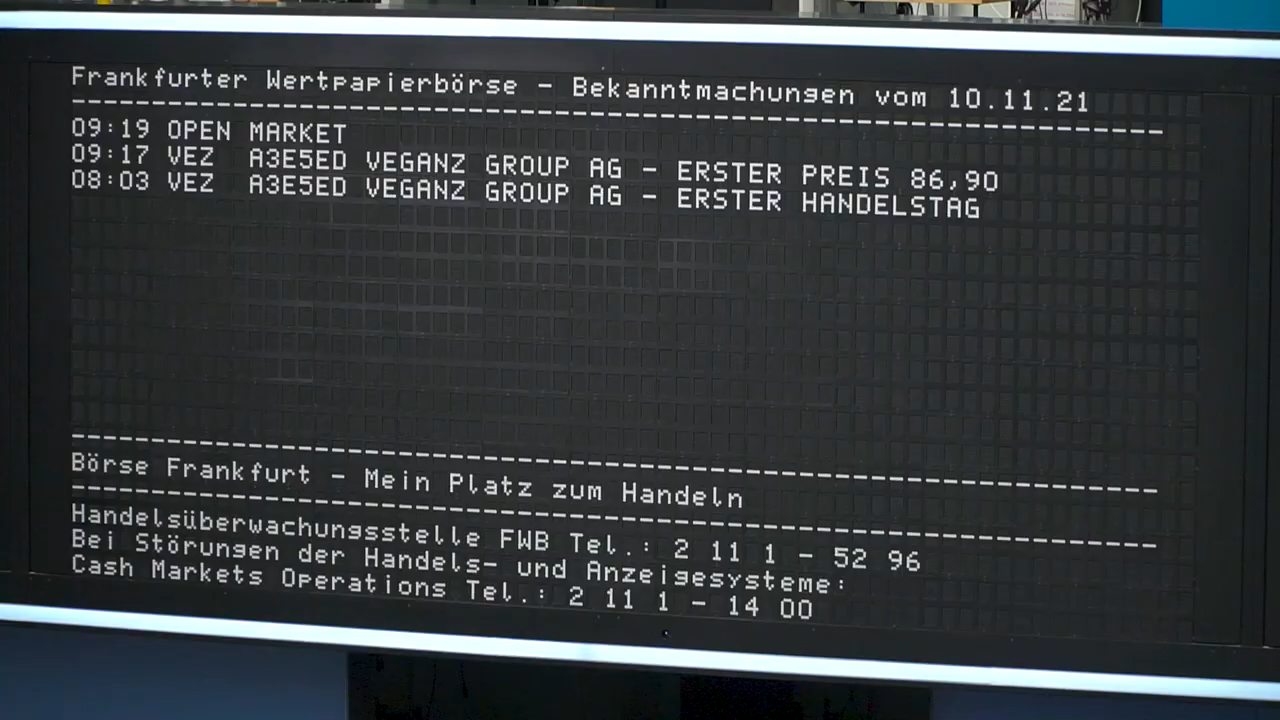 Frankfurter Wertpapierbörse - Bekanntmachungen vom 10.11.21
09:19 OPEN MARKET
09:17 VEZ A3E5ED VEGANZ GROUP AG - ERSTER PREIS 86,90
08:03 VEZ A3E5ED VEGANZ GROUP AG - ERSTER HANDELSTAG
Börse Frankfurt - Mein Platz zum Handeln
Handelsüberwachungsstelle FWB Tel.: 2 11 1 - 52 96
Bei Störungen der Handels- und Anzeigesysteme:
Cash Markets Operations Tel.: 2 11 1 - 14 00